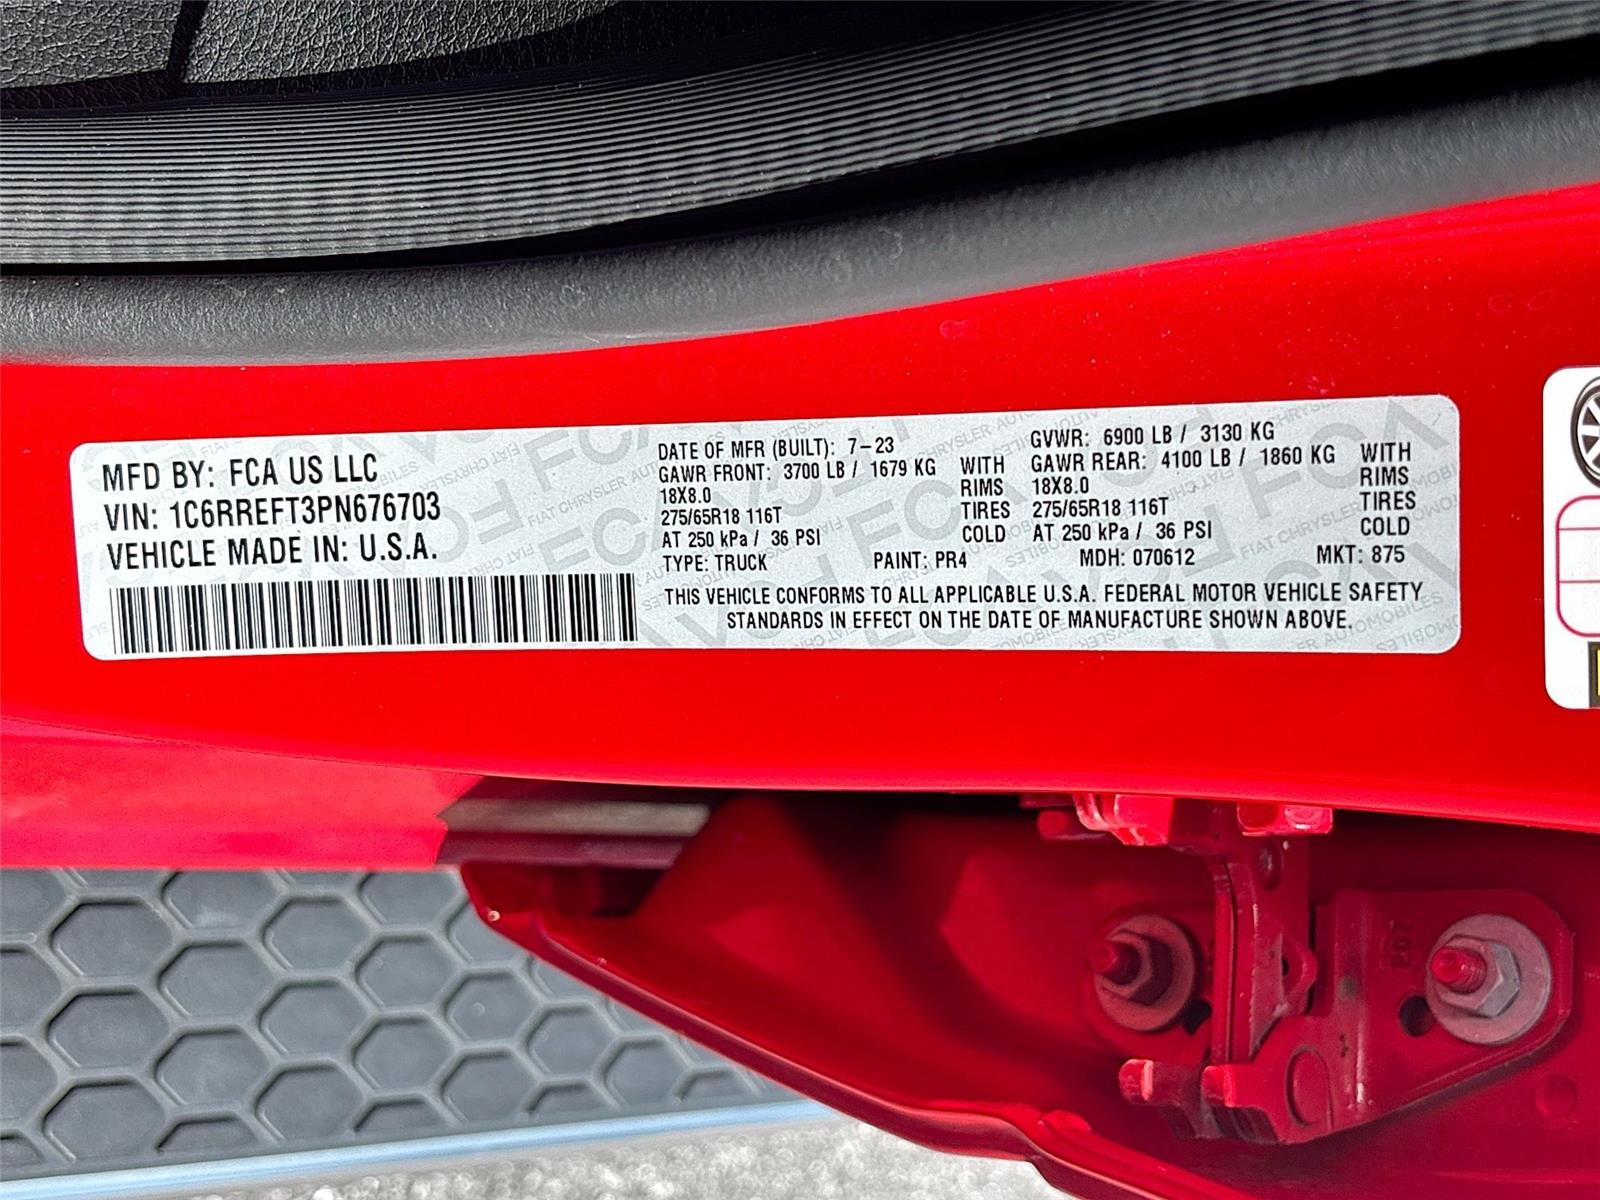 MFD BY: FCA US LLC
VIN: 1C6RREFT3PN676703
VEHICLE MADE IN: U.S.A.
DATE OF MFR (BUILT): 7-23
GAWR FRONT: 3700 LB / 1679 KG WITH
18X8.0 RIMS
275/65R18 116T TIRES
AT 250 kPa / 36 PSI COLD
GVWR: 6900 LB / 3130 KG
GAWR REAR: 4100 LB / 1860 KG WITH
18X8.0 RIMS
275/65R18 116T TIRES
AT 250 kPa / 36 PSI COLD
TYPE: TRUCK PAINT: PR4 MDH: 070612 MKT: 875
THIS VEHICLE CONFORMS TO ALL APPLICABLE U.S.A. FEDERAL MOTOR VEHICLE SAFETY
STANDARDS IN EFFECT ON THE DATE OF MANUFACTURE SHOWN ABOVE.